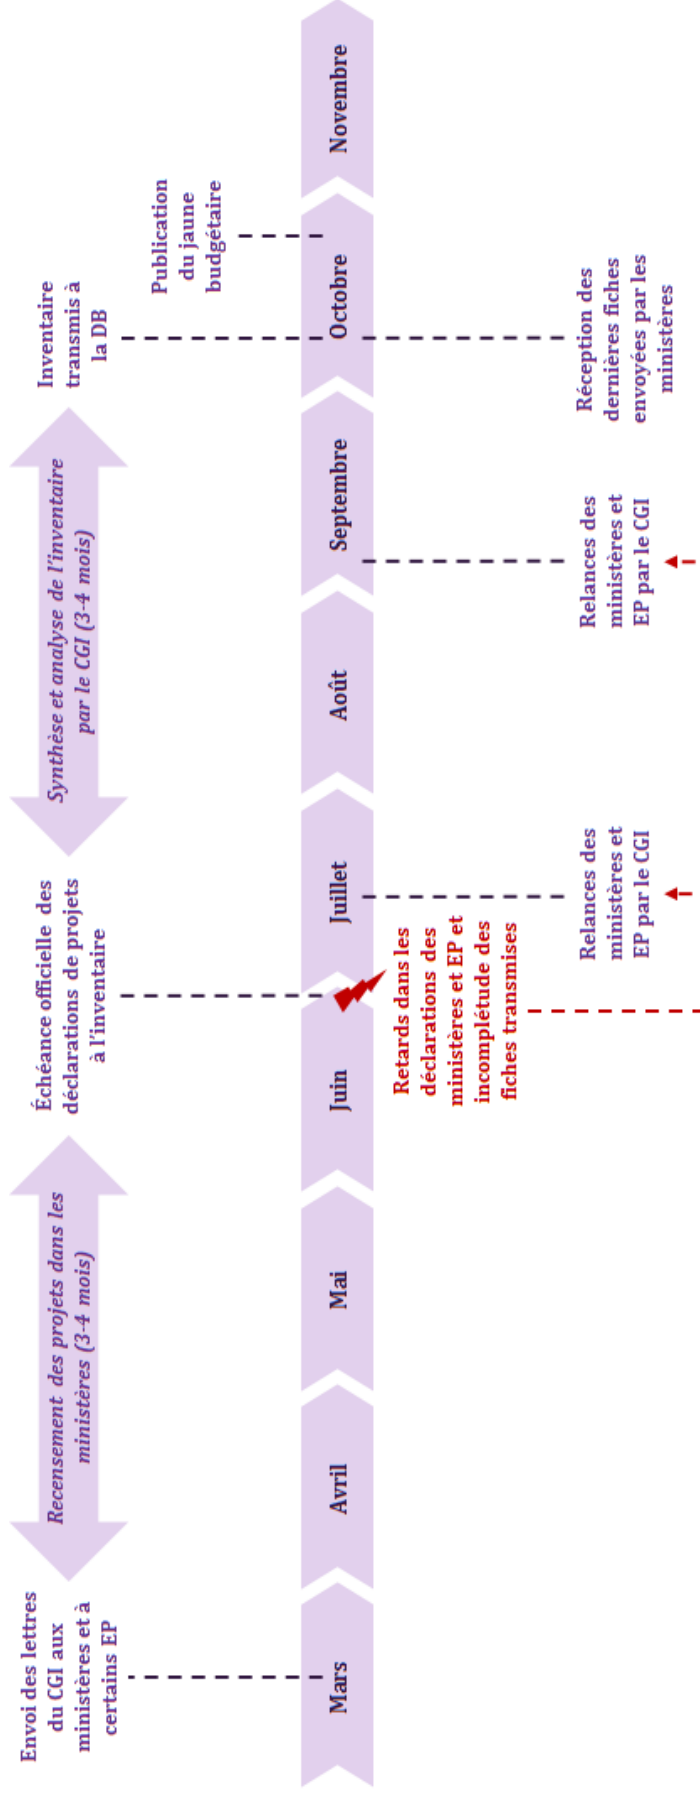 Envoi des lettres
du CGI aux
ministères et à
certains EP
Recensement des projets dans les
ministères (3-4 mois)
Échéance officielle des
déclarations de projets
à l'inventaire
Synthèse et analyse de l'inventaire
par le CGI (3-4 mois)
Inventaire
transmis à
la DB
Publication
du jaune
budgétaire
Mars
Avril
Mai
Juin
Juillet
Août
Septembre
Octobre
Novembre
Retards dans les
déclarations des
ministères et EP et
incomplétude des
fiches transmises
Relances des
ministères et
EP par le CGI
Relances des
ministères et
EP par le CGI
Réception des
dernières fiches
envoyées par les
ministères